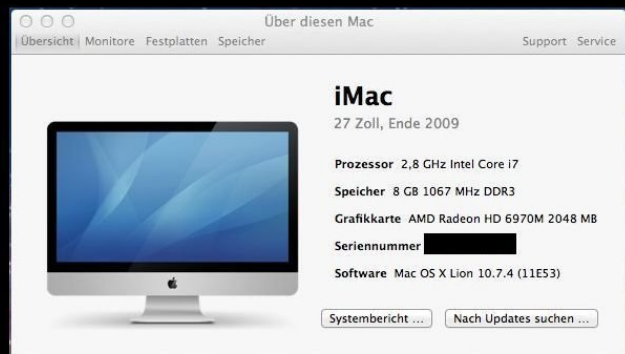 Über diesen Mac
Übersicht Monitore Festplatten Speicher Support Service
iMac
27 Zoll, Ende 2009
Prozessor 2,8 GHz Intel Core i7
Speicher 8 GB 1067 MHz DDR3
Grafikkarte AMD Radeon HD 6970M 2048 MB
Seriennummer
Software Mac OS X Lion 10.7.4 (11E53)
Systembericht ... Nach Updates suchen ...